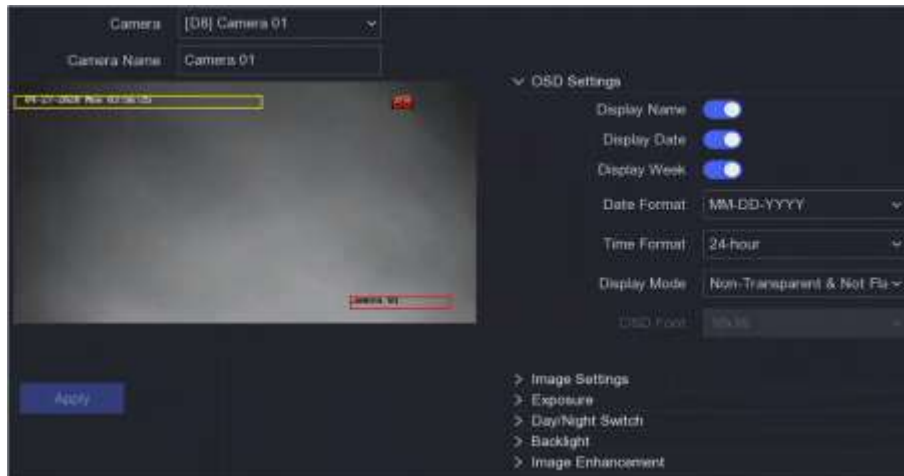 Camera [D8] Camera 01
Camera Name Camera 01
OSD Settings
Display Name
Display Date
Display Week
Date Format MM-DD-YYYY
Time Format 24-hour
Display Mode Non-Transparent & Not Fla
OSD Font
Camera 01
Apply
Image Settings
Exposure
Day/Night Switch
Backlight
Image Enhancement